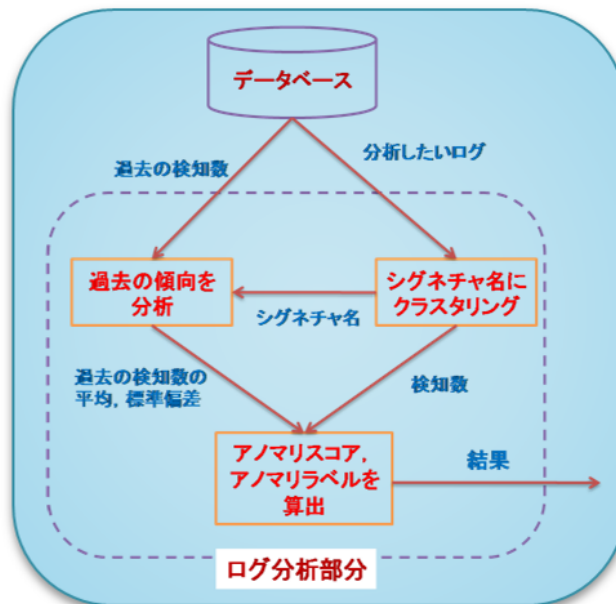 データベース
分析したいログ
過去の検知数
過去の傾向を
分析
シグネチャ名に
クラスタリング
シグネチャ名
過去の検知数の
平均, 標準偏差
検知数
アノマリスコア,
アノマリラベルを
算出
結果
ログ分析部分